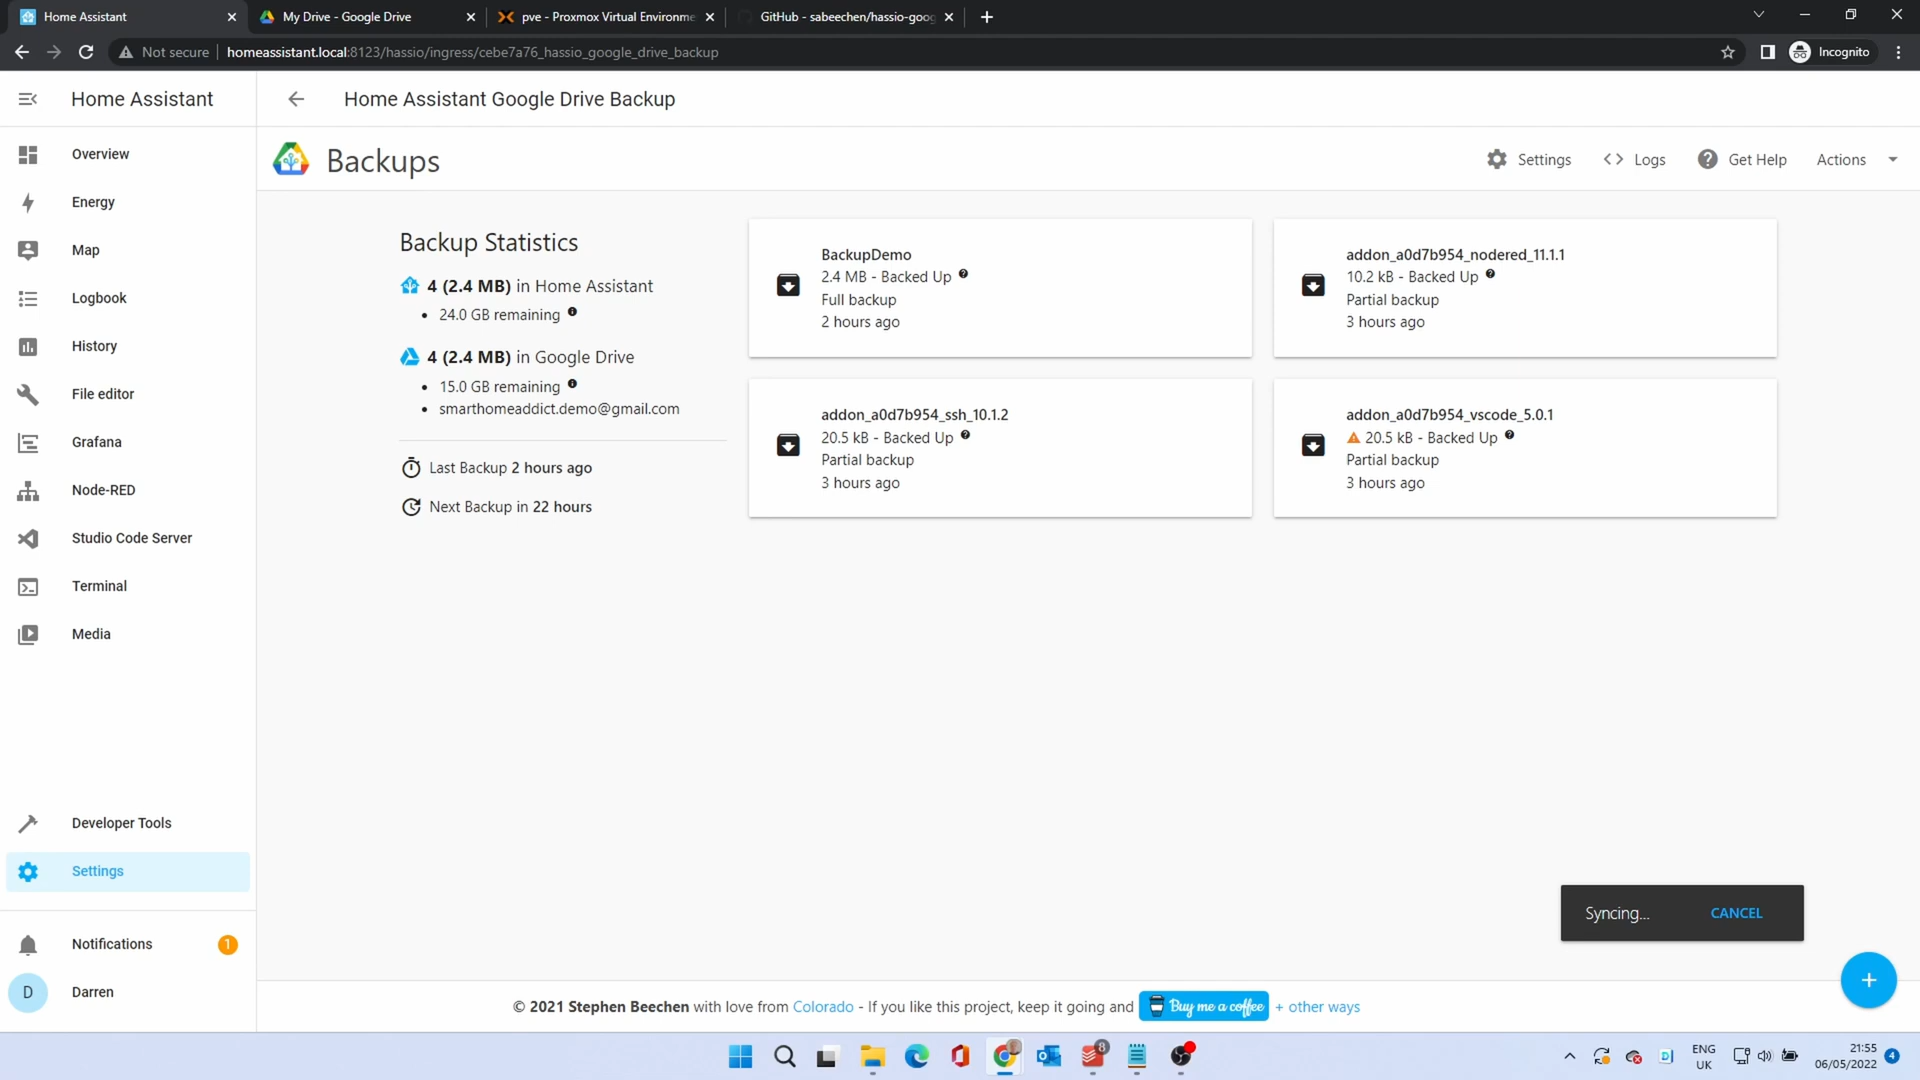 Home Assistant
My Drive - Google Drive
pve - Proxmox Virtual Environme
GitHub - sabeechen/hassio-goog
Not secure
homeassistant.local:8123/hassio/ingress/cebe7a76_hassio_google_drive_backup
Incognito
Home Assistant
Home Assistant Google Drive Backup
Overview
Energy
Map
Logbook
History
File editor
Grafana
Node-RED
Studio Code Server
Terminal
Media
Developer Tools
Settings
Notifications
1
D
Darren
Backups
Settings
Logs
Get Help
Actions
Backup Statistics
4 (2.4 MB) in Home Assistant
24.0 GB remaining
4 (2.4 MB) in Google Drive
15.0 GB remaining
smarthomeaddict.demo@gmail.com
Last Backup 2 hours ago
Next Backup in 22 hours
BackupDemo
2.4 MB - Backed Up
Full backup
2 hours ago
addon_a0d7b954_nodered_11.1.1
10.2 kB - Backed Up
Partial backup
3 hours ago
addon_a0d7b954_ssh_10.1.2
20.5 kB - Backed Up
Partial backup
3 hours ago
addon_a0d7b954_vscode_5.0.1
20.5 kB - Backed Up
Partial backup
3 hours ago
Syncing...
CANCEL
© 2021 Stephen Beechen with love from Colorado - If you like this project, keep it going and Buy me a coffee + other ways
8
D
ENG
UK
21:55
06/05/2022
4